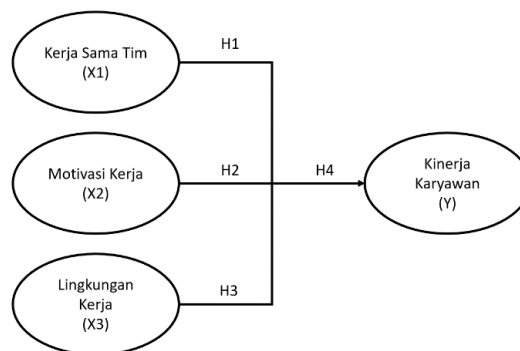 Kerja Sama Tim
(X1)
H1
Motivasi Kerja
(X2)
H2
H4
Kinerja
Karyawan
(Y)
Lingkungan
Kerja
(X3)
H3